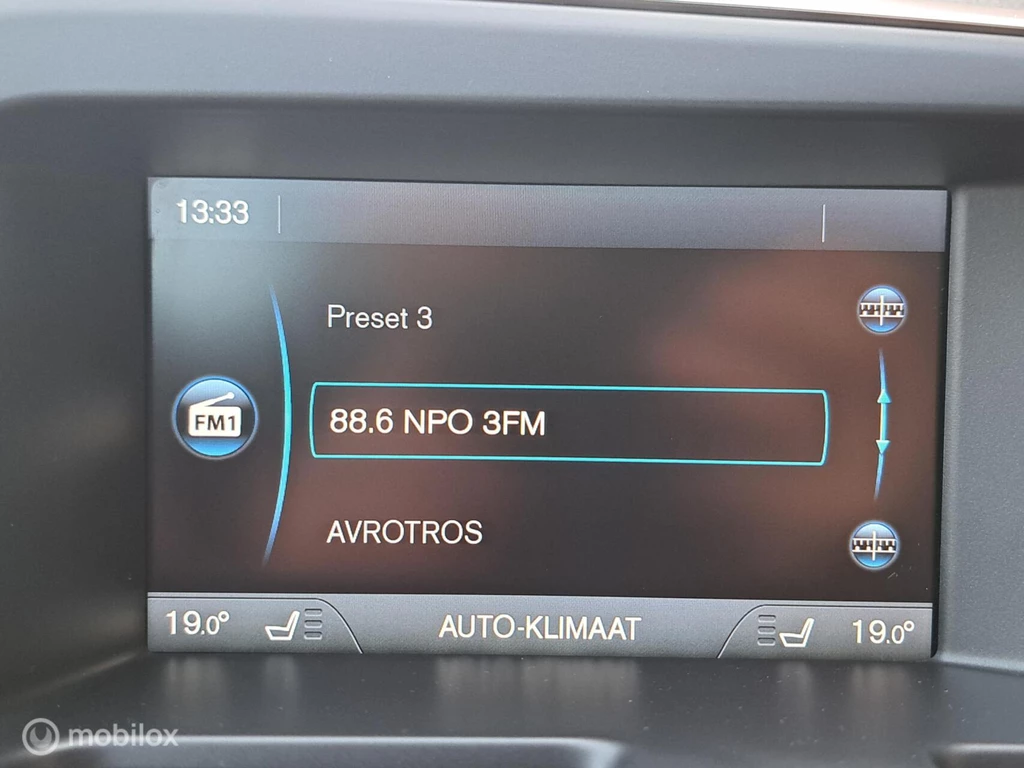 13:33
Preset 3
FM1
88.6 NPO 3FM
AVROTROS
19.0° AUTO-KLIMAAT 19.0°
mobilox